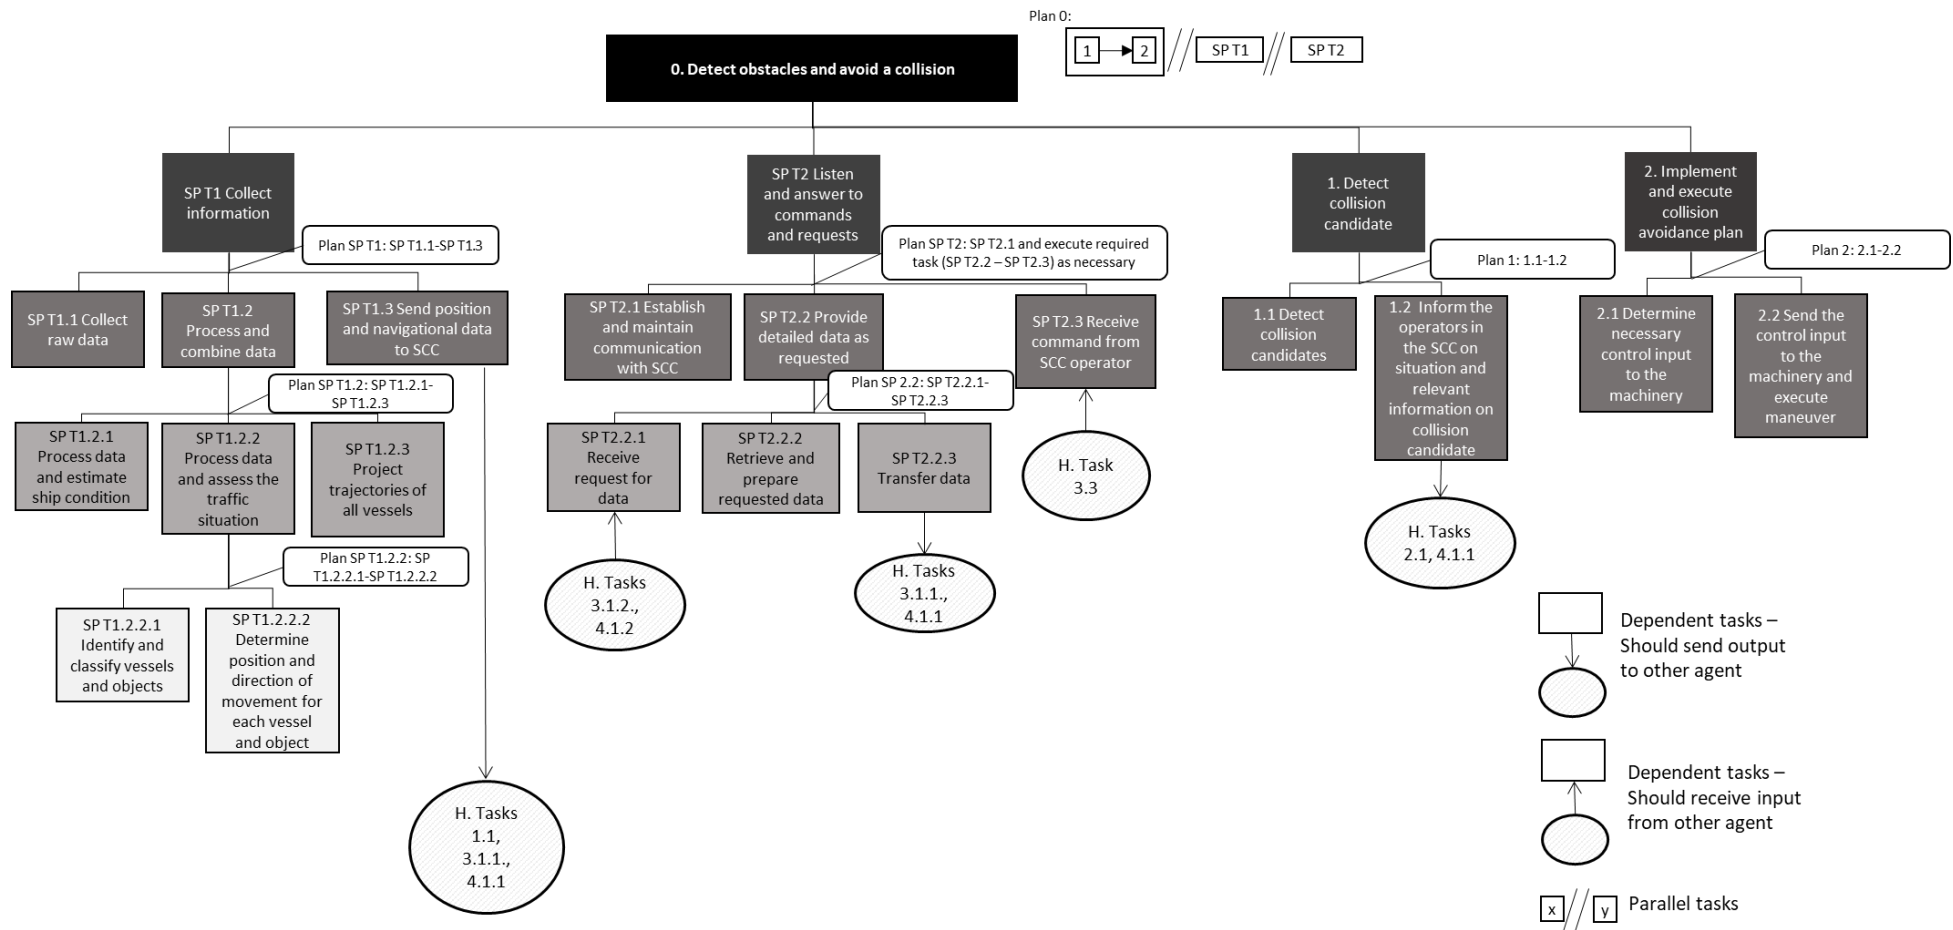 Plan 0:
1
2
SP T1
SP T2
0. Detect obstacles and avoid a collision
SP T1 Collect
information
SP T2 Listen
and answer to
commands
and requests
1. Detect
collision
candidate
2. Implement
and execute
collision
avoidance plan
Plan SP T1: SP T1.1-SP T1.3
Plan SP T2: SP T2.1 and execute required
task (SP T2.2 – SP T2.3) as necessary
Plan 1: 1.1-1.2
Plan 2: 2.1-2.2
SP T1.1 Collect
raw data
SP T1.2
Process and
combine data
SP T1.3 Send position
and navigational data
to SCC
SP T2.1 Establish
and maintain
communication
with SCC
SP T2.2 Provide
detailed data as
requested
SP T2.3 Receive
command from
SCC operator
1.1 Detect
collision
candidates
1.2 Inform the
operators in
the SCC on
situation and
relevant
information on
collision
candidate
2.1 Determine
necessary
control input
to the
machinery
2.2 Send the
control input
to the
machinery and
execute
maneuver
Plan SP T1.2: SP T1.2.1-
SP T1.2.3
Plan SP 2.2: SP T2.2.1-
SP T2.2.3
SP T1.2.1
Process data
and estimate
ship condition
SP T1.2.2
Process data
and assess the
traffic
situation
SP T1.2.3
Project
trajectories of
all vessels
SP T2.2.1
Receive
request for
data
SP T2.2.2
Retrieve and
prepare
requested data
SP T2.2.3
Transfer data
H. Task
3.3
H. Tasks
2.1, 4.1.1
Plan SP T1.2.2: SP
T1.2.2.1-SP T1.2.2.2
H. Tasks
3.1.2.,
4.1.2
H. Tasks
3.1.1.,
4.1.1
SP T1.2.2.1
Identify and
classify vessels
and objects
SP T1.2.2.2
Determine
position and
direction of
movement for
each vessel
and object
H. Tasks
1.1,
3.1.1.,
4.1.1
Dependent tasks –
Should send output
to other agent
Dependent tasks –
Should receive input
from other agent
x
y
Parallel tasks